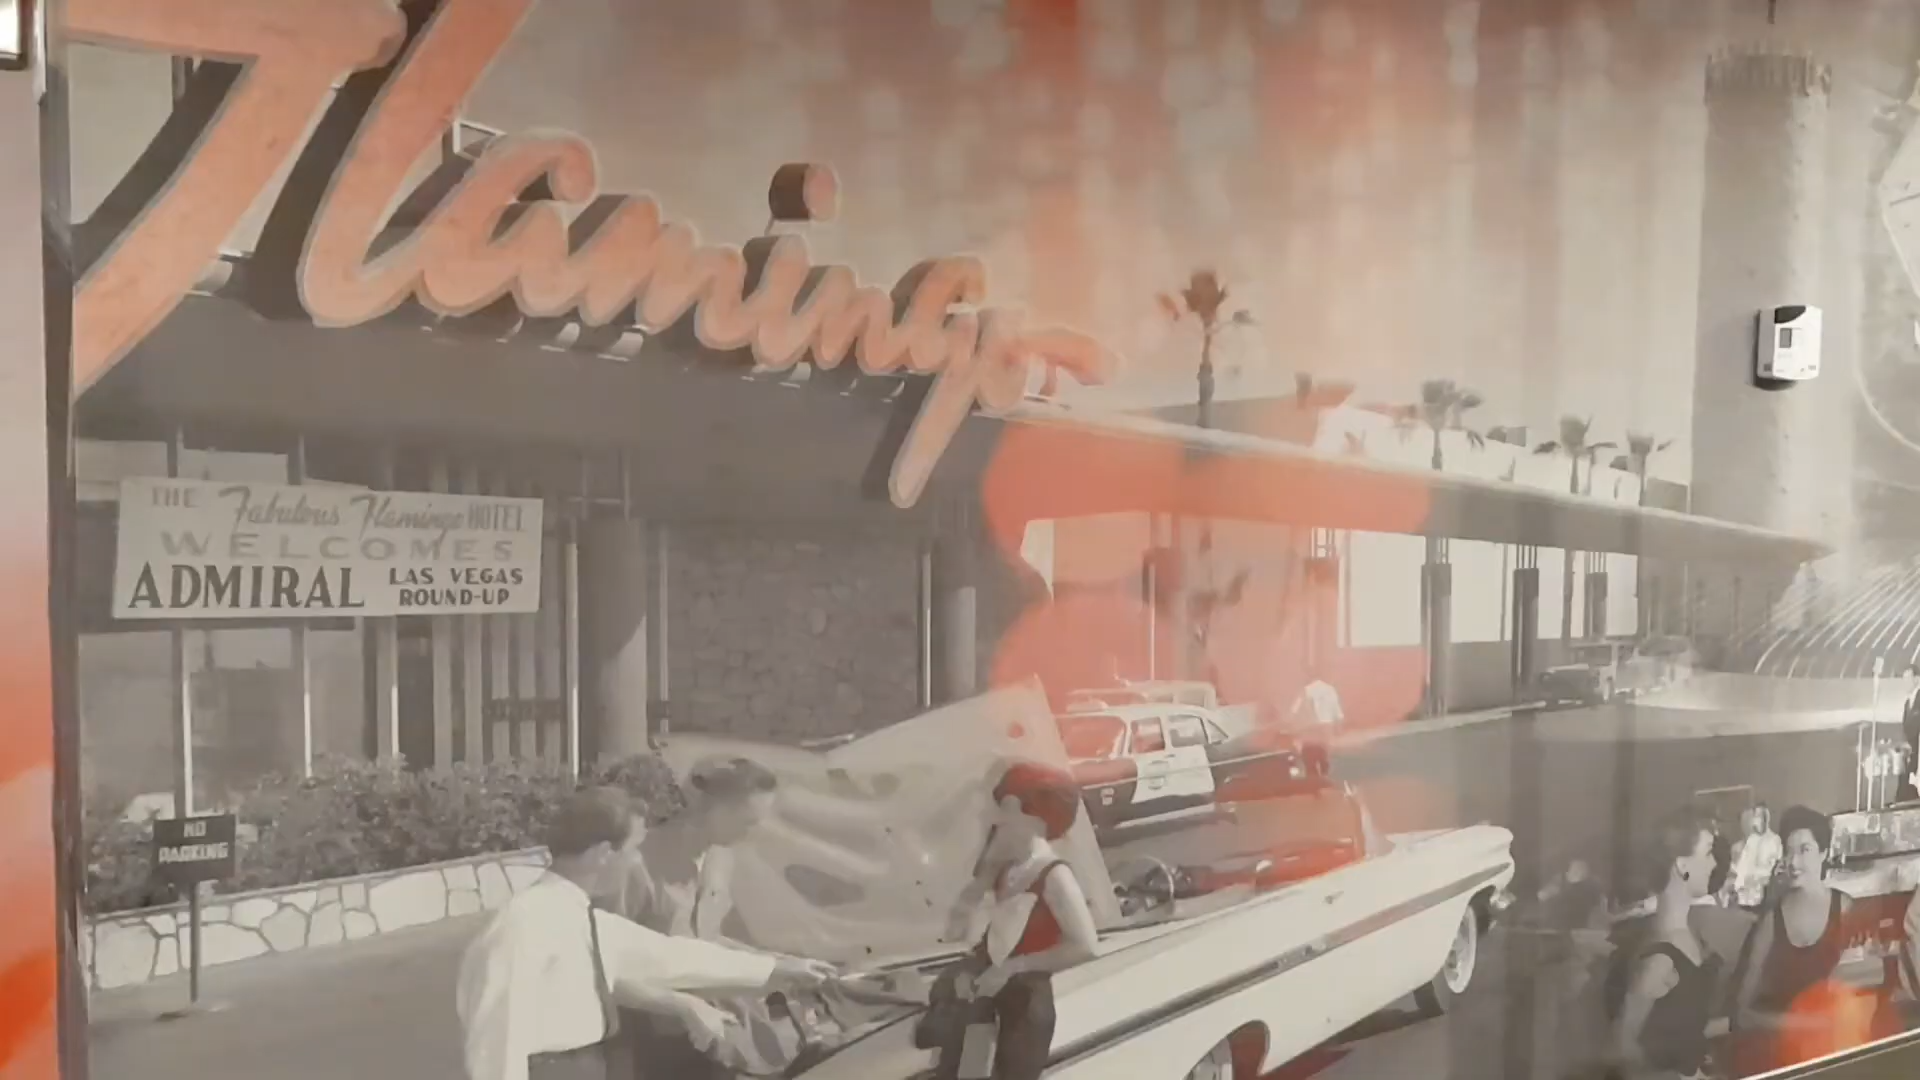 Flamingo
THE Fabulous Flamingo HOTEL
WELCOMES
ADMIRAL LAS VEGAS
ROUND-UP
NO
PARKING